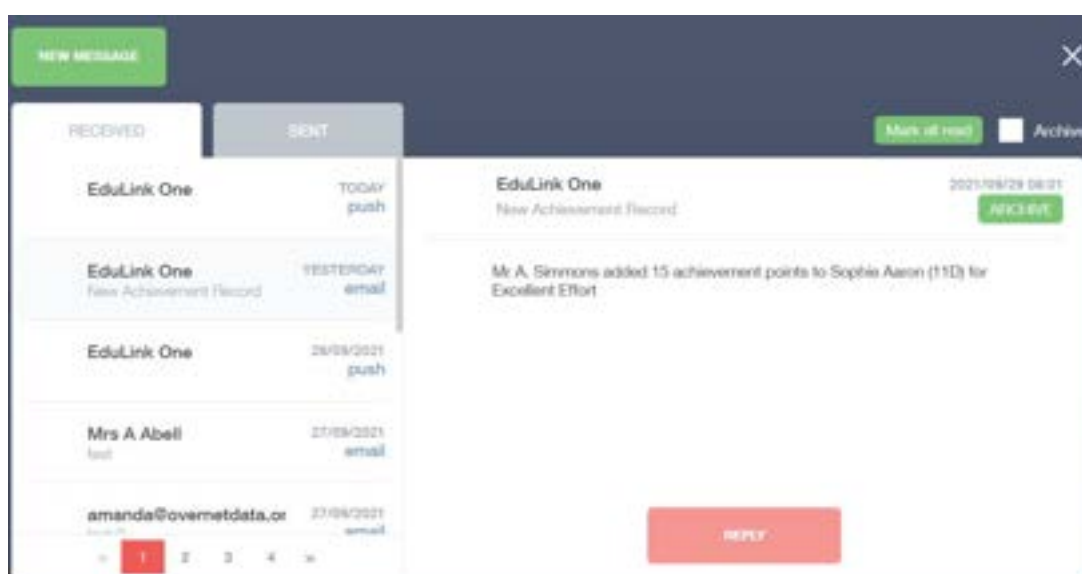 NEW MESSAGE
RECEIVED
SENT
Mark all read
Archive
EduLink One
TODAY
push
EduLink One
YESTERDAY
New Achievement Record
email
EduLink One
28/09/2021
push
Mrs A Abell
27/09/2021
test
email
amanda@overnetdata.or
27/09/2021
email
«
1 2 3 4 »
EduLink One
2021/09/29 08:01
New Achievement Record
ARCHIVE
Mr A. Simmons added 15 achievement points to Sophie Aaron (11D) for
Excellent Effort
REPLY